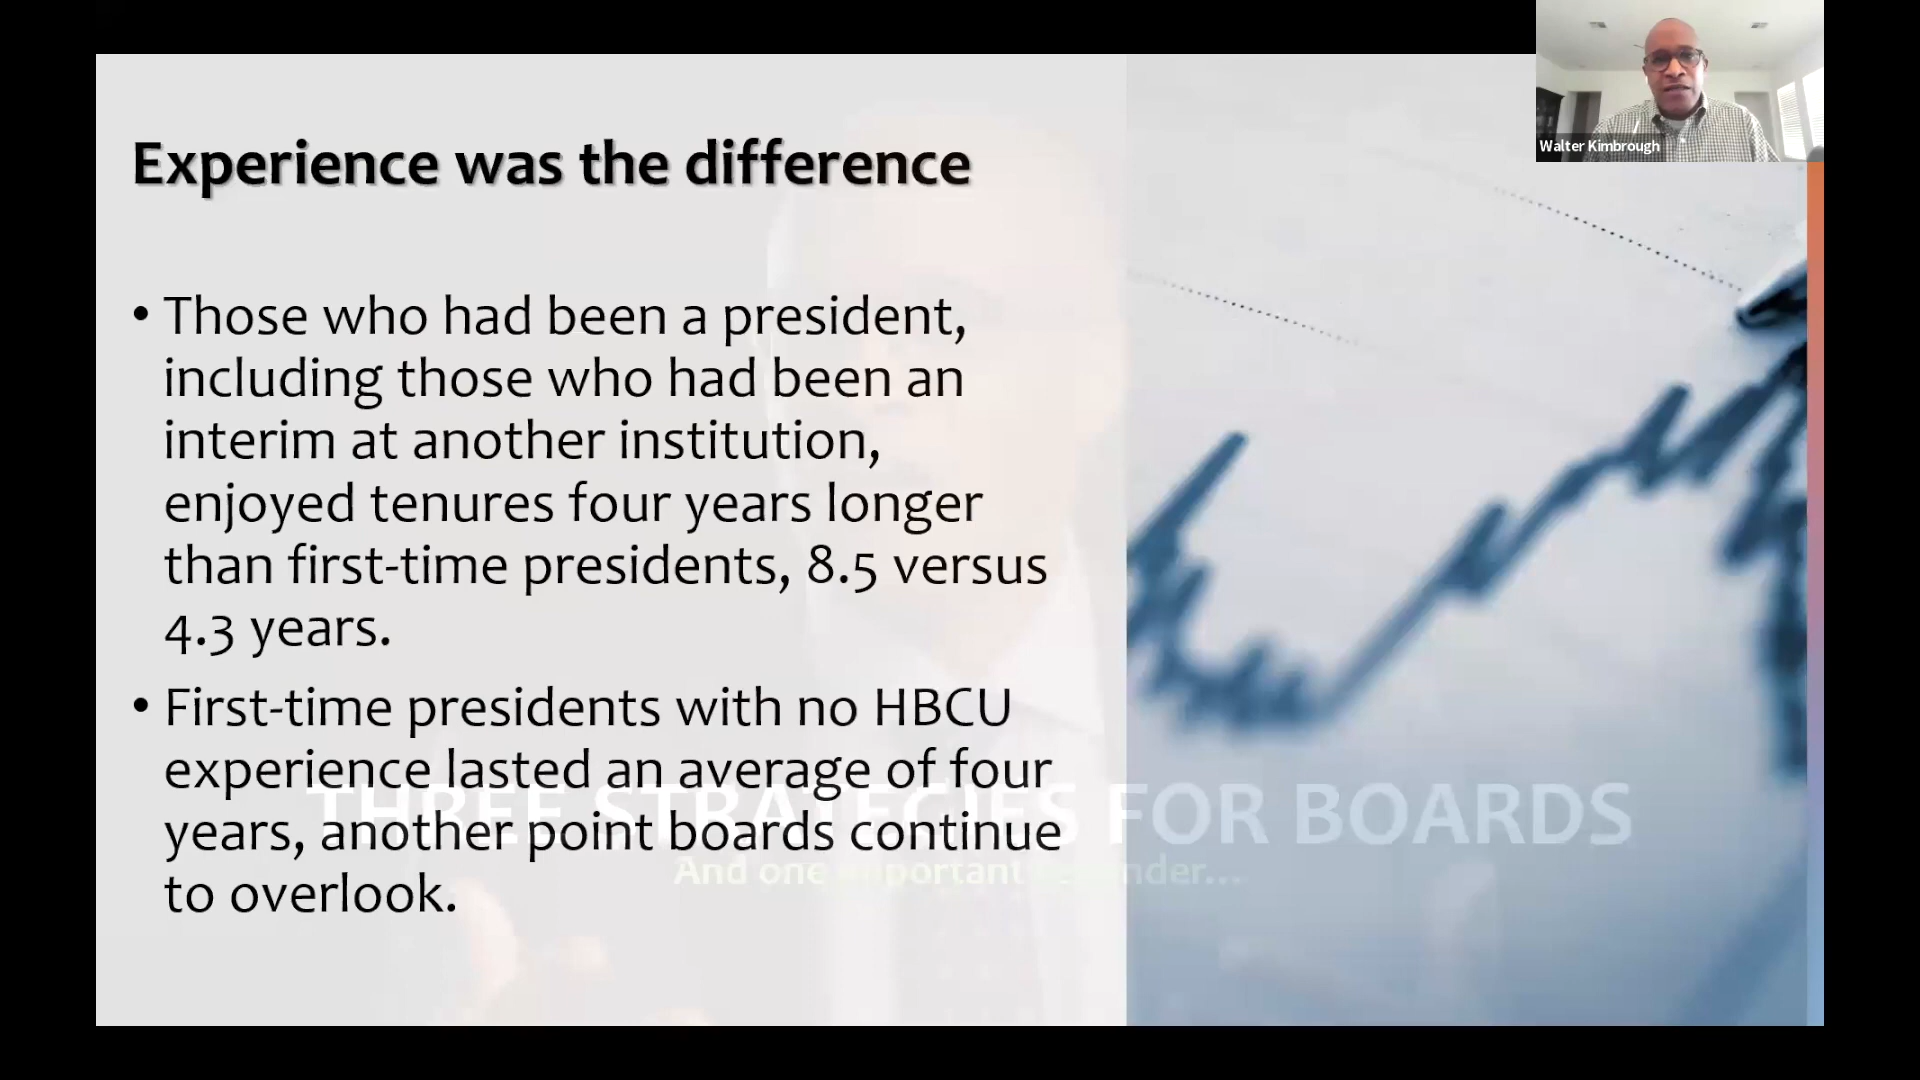 Walter Kimbrough
Experience was the difference
• Those who had been a president,
including those who had been an
interim at another institution,
enjoyed tenures four years longer
than first-time presidents, 8.5 versus
4.3 years.
• First-time presidents with no HBCU
experience lasted an average of four
years, another point boards continue
to overlook.
THREE STRATEGIES FOR BOARDS
And one important